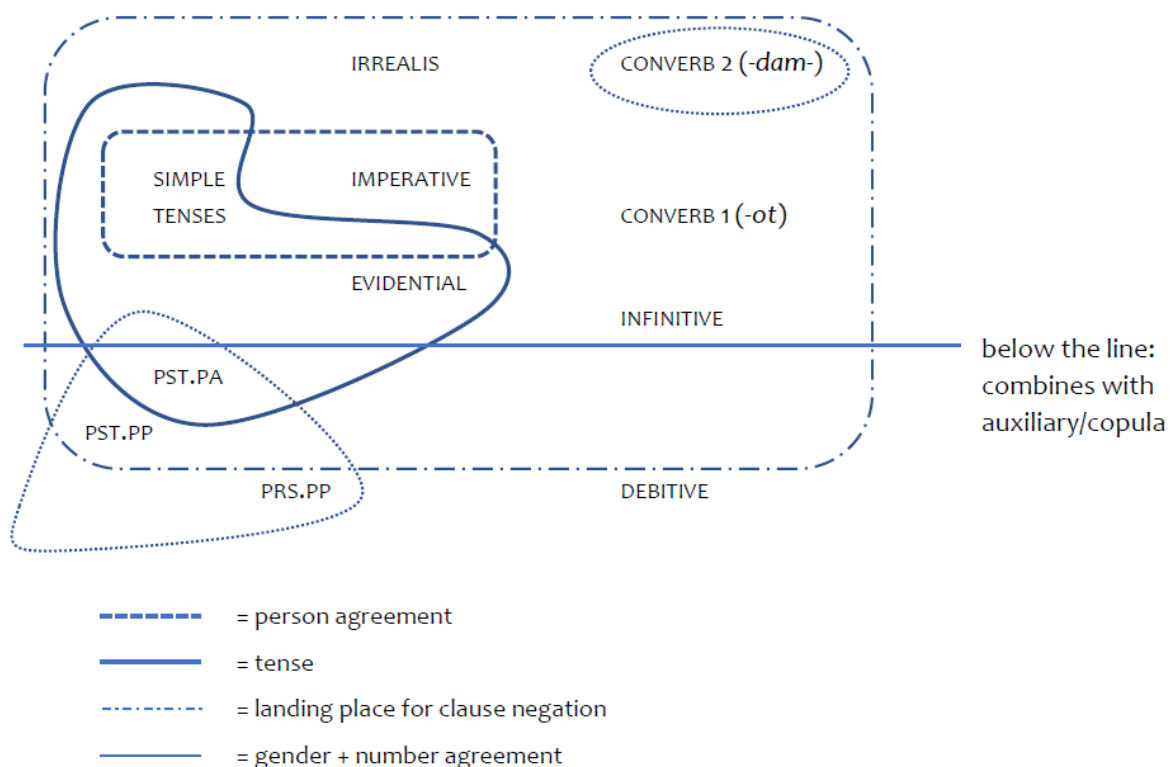 IRREALIS
CONVERB 2 (-dam-)
SIMPLE
TENSES
IMPERATIVE
CONVERB 1 (-ot)
EVIDENTIAL
INFINITIVE
below the line:
combines with
auxiliary/copula
PST.PA
PST.PP
PRS.PP
DEBITIVE
= person agreement
= tense
= landing place for clause negation
= gender + number agreement